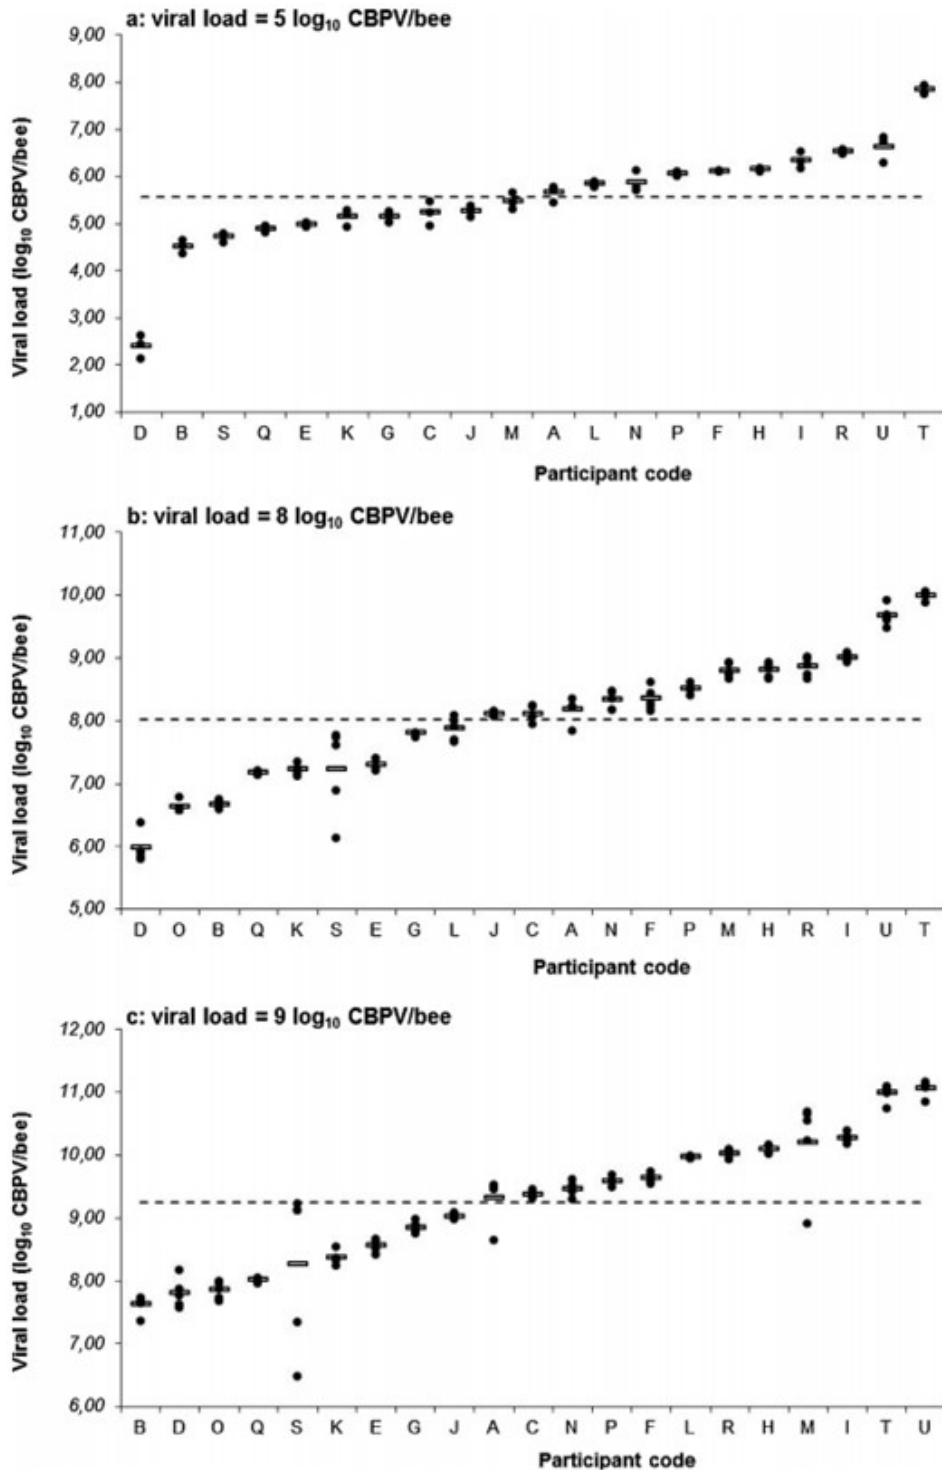 a: viral load = 5 log₁₀ CBPV/bee
Viral load (log₁₀ CBPV/bee)
9,00
8,00
7,00
6,00
5,00
4,00
3,00
2,00
1,00
D B S Q E K G C J M A L N P F H I R U T
Participant code
b: viral load = 8 log₁₀ CBPV/bee
Viral load (log₁₀ CBPV/bee)
11,00
10,00
9,00
8,00
7,00
6,00
5,00
D O B Q K S E G L J C A N F P M H R I U T
Participant code
c: viral load = 9 log₁₀ CBPV/bee
Viral load (log₁₀ CBPV/bee)
12,00
11,00
10,00
9,00
8,00
7,00
6,00
B D O Q S K E G J A C N P F L R H M I T U
Participant code